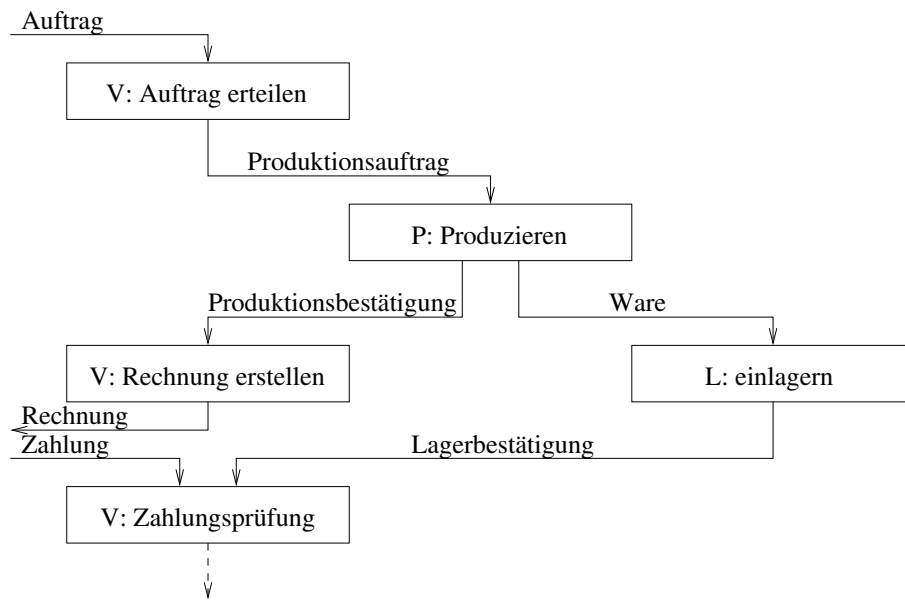 Auftrag
V: Auftrag erteilen
Produktionsauftrag
P: Produzieren
Produktionsbestätigung
Ware
V: Rechnung erstellen
L: einlagern
Rechnung
Zahlung
Lagerbestätigung
V: Zahlungsprüfung